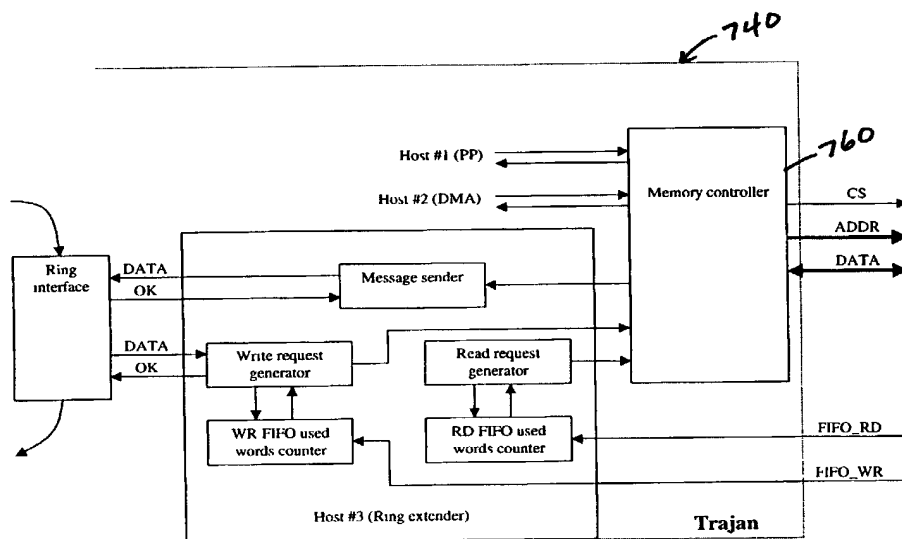 740
Host #1 (PP)
760
Memory controller
Host #2 (DMA)
CS
ADDR
DATA
Ring
interface
DATA
OK
Message sender
DATA
OK
Write request
generator
Read request
generator
WR FIFO used
words counter
RD FIFO used
words counter
FIFO_RD
FIFO_WR
Host #3 (Ring extender)
Trajan